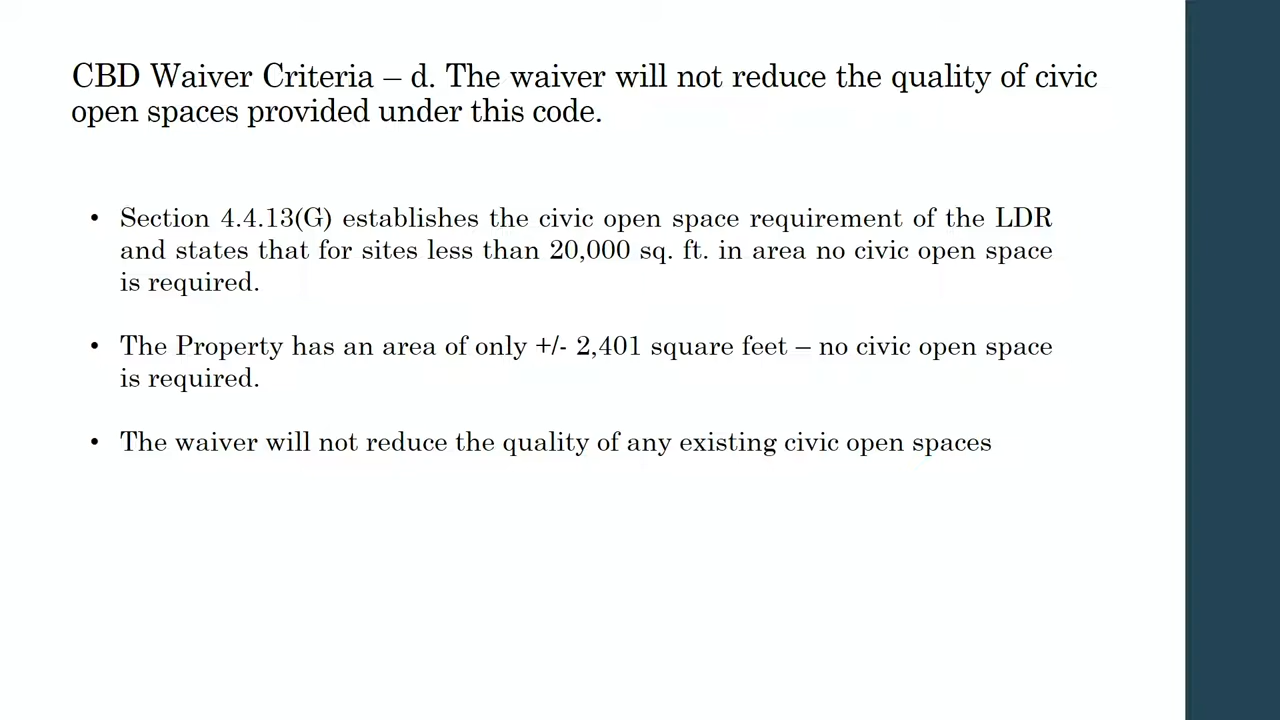 CBD Waiver Criteria – d. The waiver will not reduce the quality of civic
open spaces provided under this code.
• Section 4.4.13(G) establishes the civic open space requirement of the LDR
and states that for sites less than 20,000 sq. ft. in area no civic open space
is required.
• The Property has an area of only +/- 2,401 square feet – no civic open space
is required.
• The waiver will not reduce the quality of any existing civic open spaces